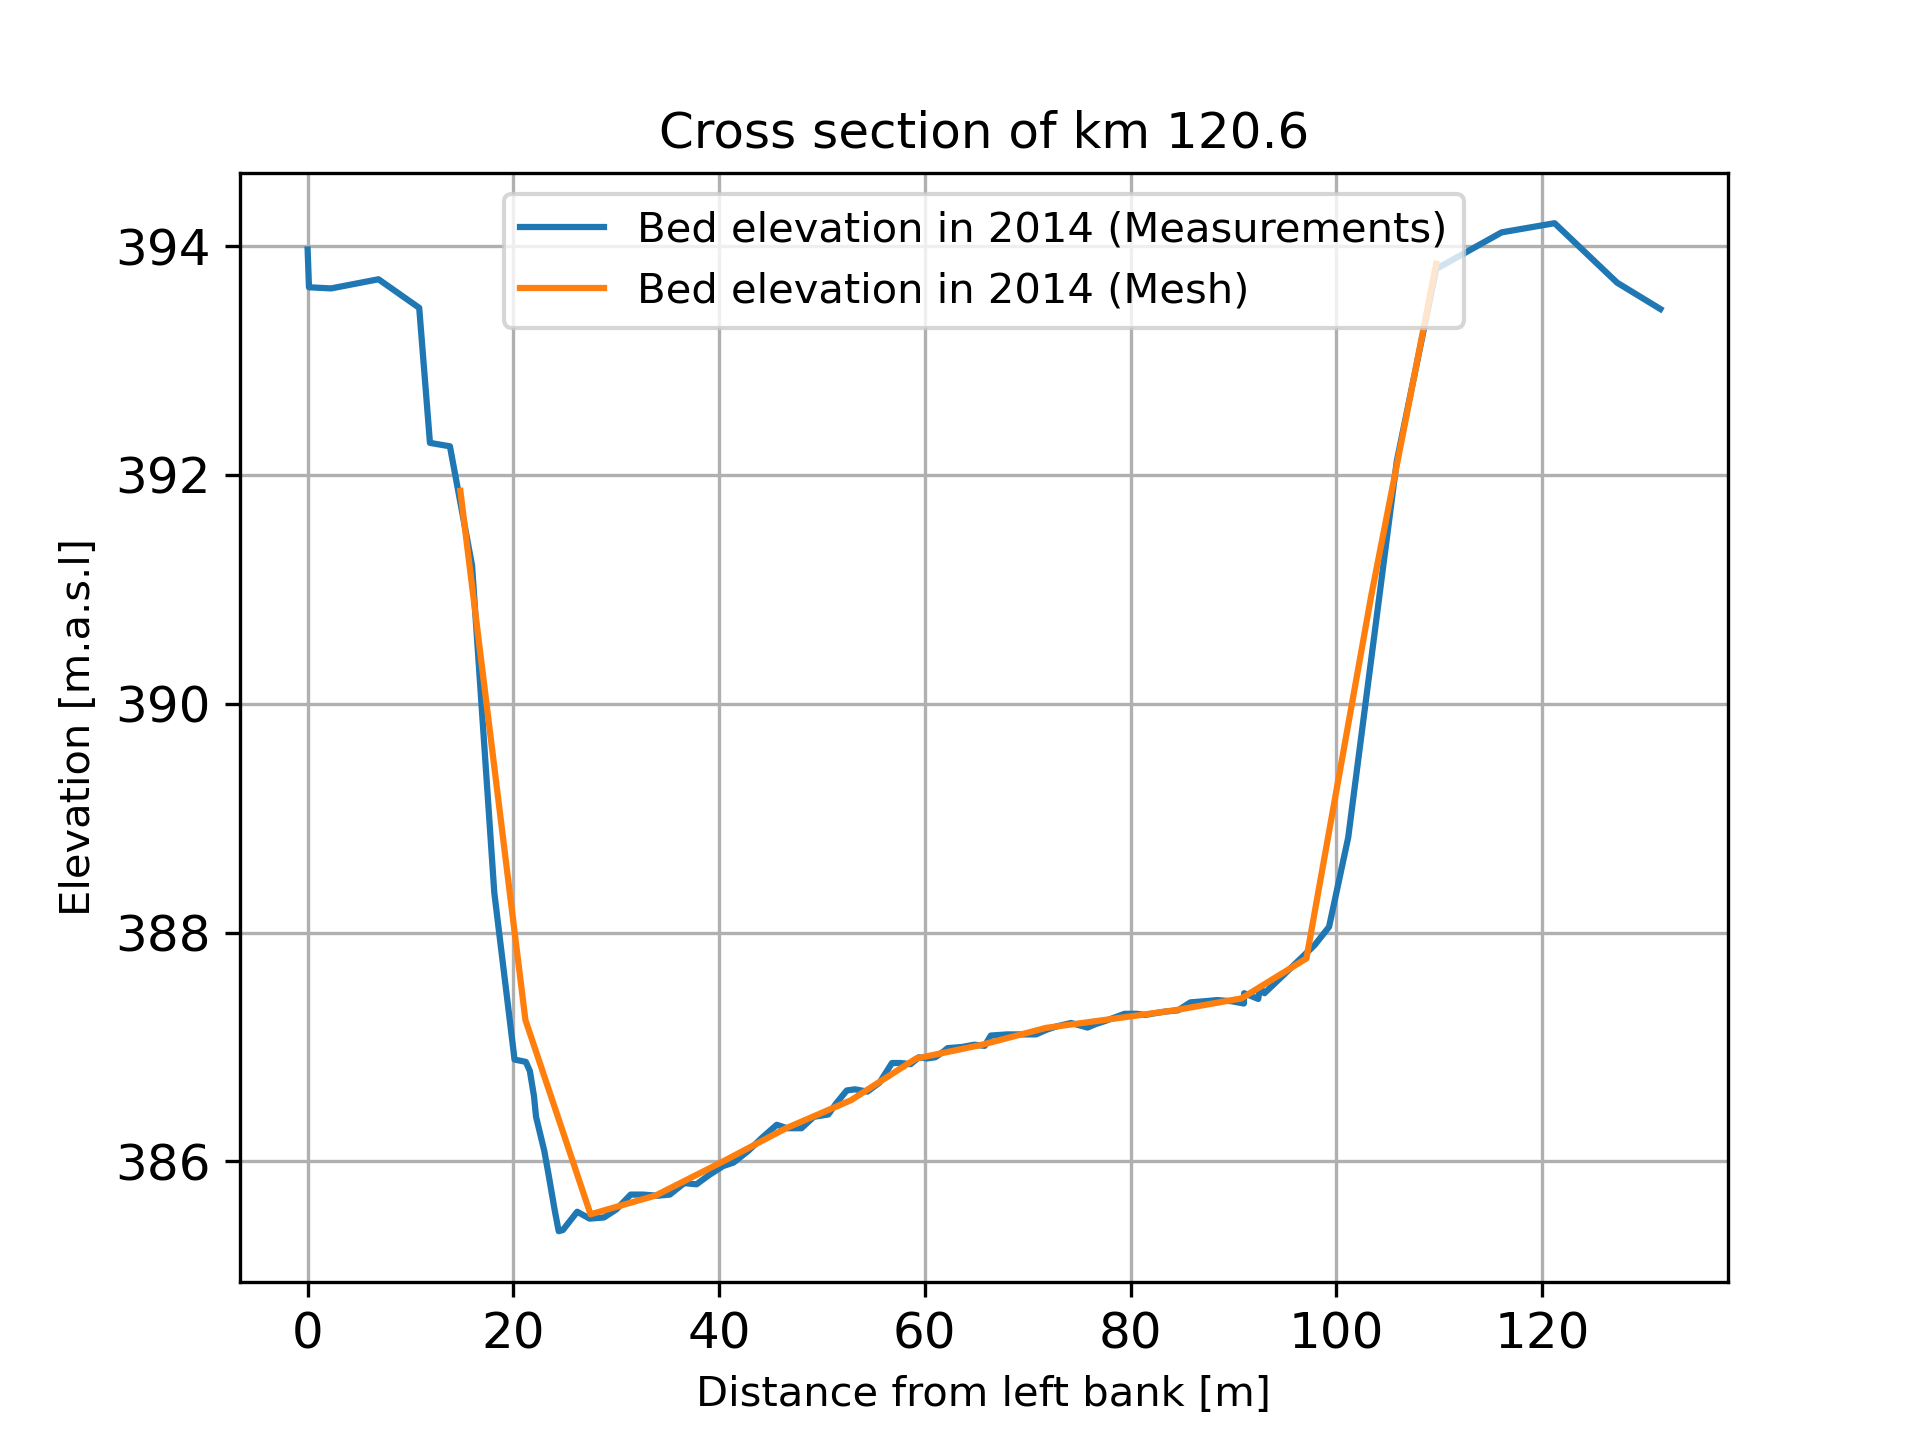 Cross section of km 120.6
Bed elevation in 2014 (Measurements)
Bed elevation in 2014 (Mesh)
394
392
390
388
386
Elevation [m.a.s.l]
0 20 40 60 80 100 120
Distance from left bank [m]